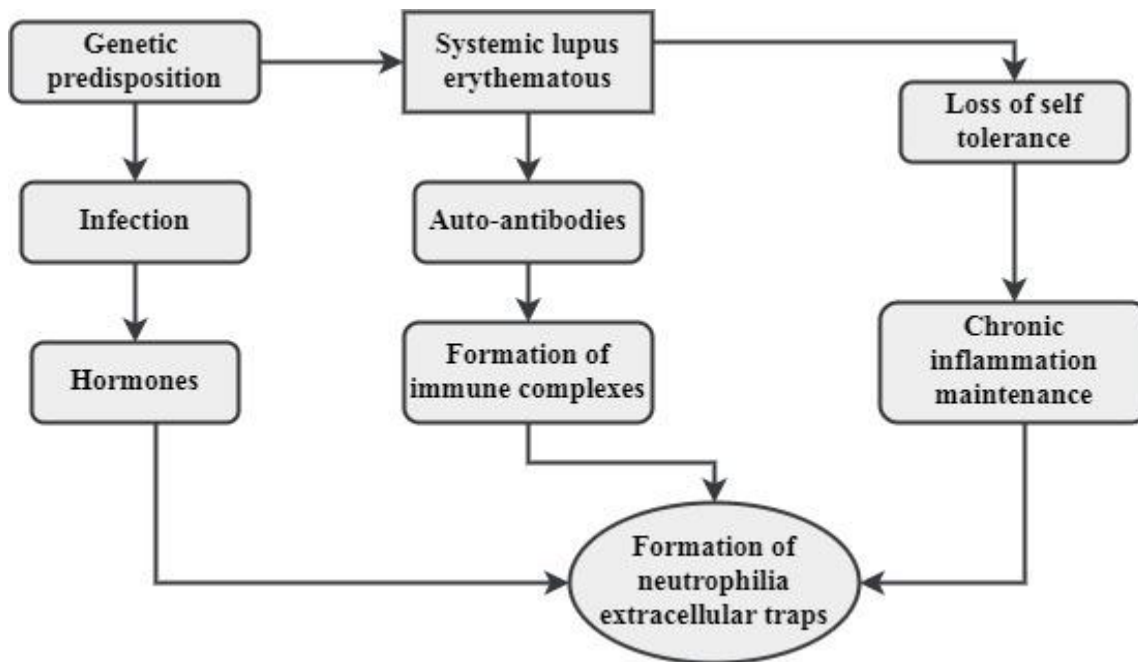 Genetic
predisposition
Systemic lupus
erythematous
Loss of self
tolerance
Infection
Auto-antibodies
Hormones
Formation of
immune complexes
Chronic
inflammation
maintenance
Formation of
neutrophilia
extracellular traps